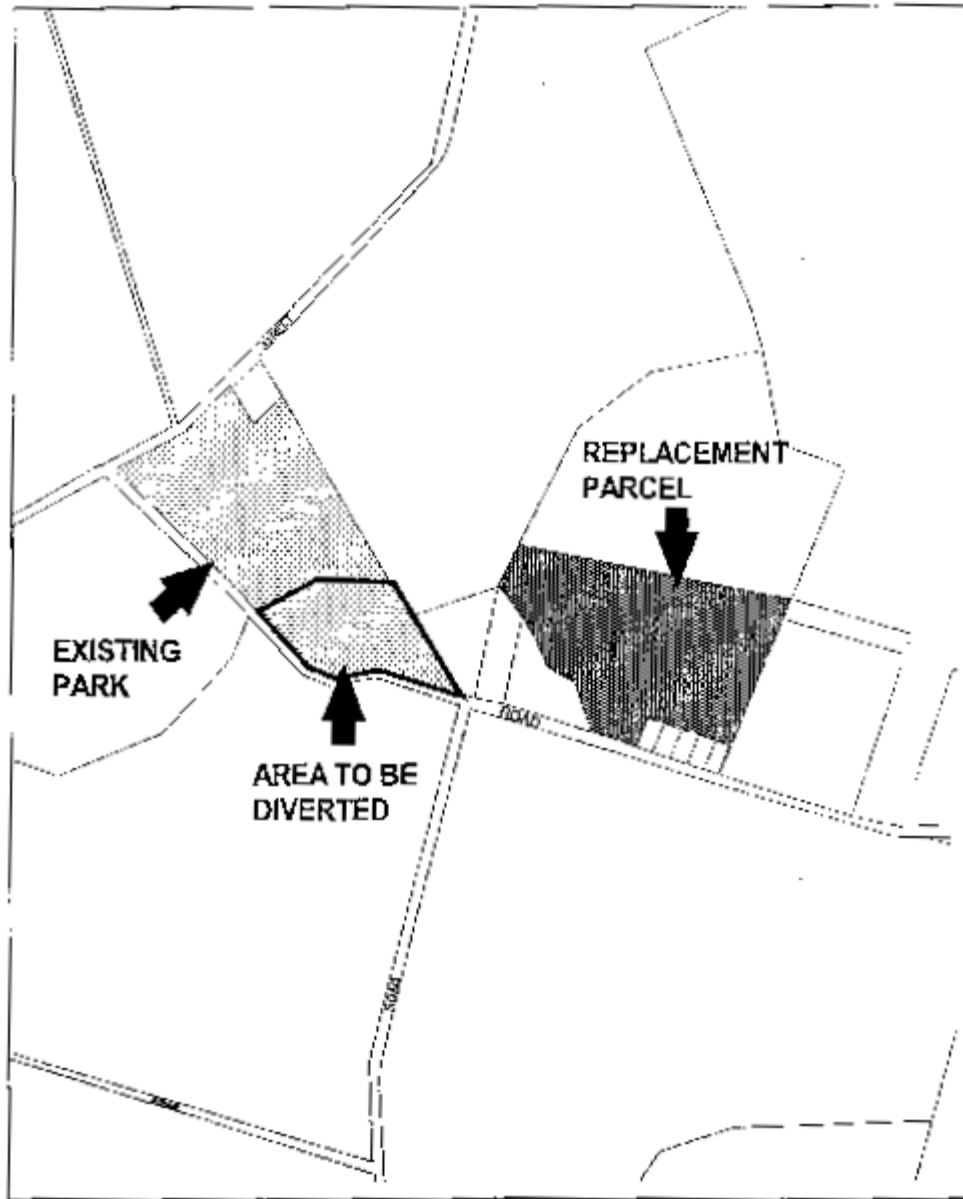 REPLACEMENT
PARCEL
EXISTING
PARK
ROAD
AREA TO BE
DIVERTED